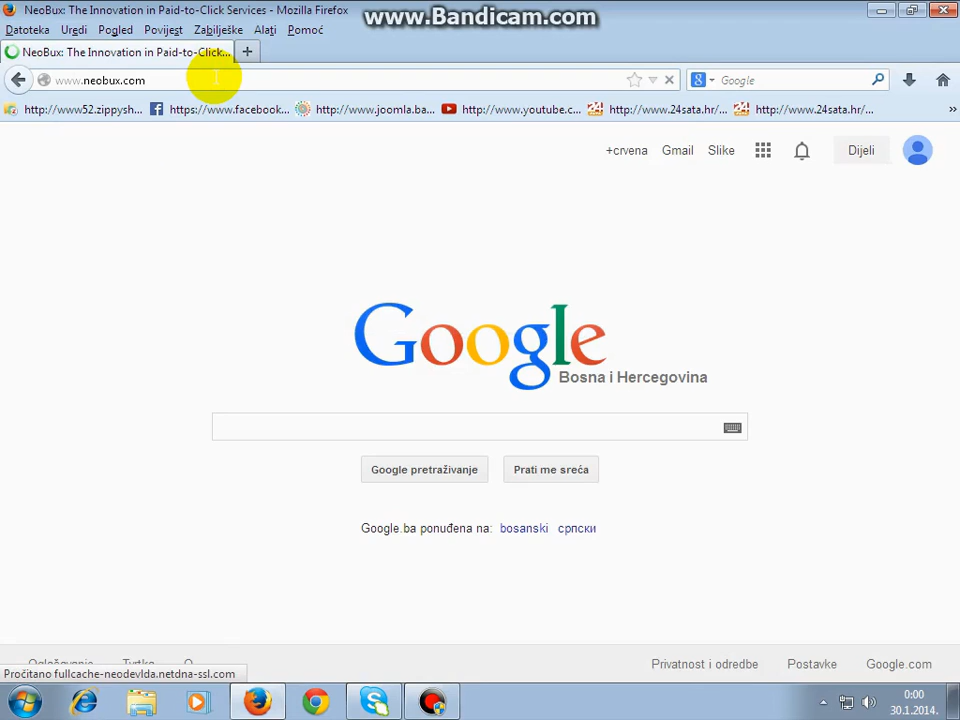 NeoBux: The Innovation in Paid-to-Click Services - Mozilla Firefox
www.Bandicam.com
Datoteka Uredi Pogled Povijest Zabilješke Alati Pomoć
NeoBux: The Innovation in Paid-to-Click...
www.neobux.com
Google
http://www52.zippysh... https://www.facebook... http://www.joomla.ba... http://www.youtube.c... http://www.24sata.hr/... http://www.24sata.hr/...
+crvena Gmail Slike Dijeli
Google
Bosna i Hercegovina
Google pretraživanje Prati me sreća
Google.ba ponuđena na: bosanski српски
Privatnost i odredbe Postavke Google.com
Pročitano fullcache-neodevlda.netdna-ssl.com
0:00
30.1.2014.